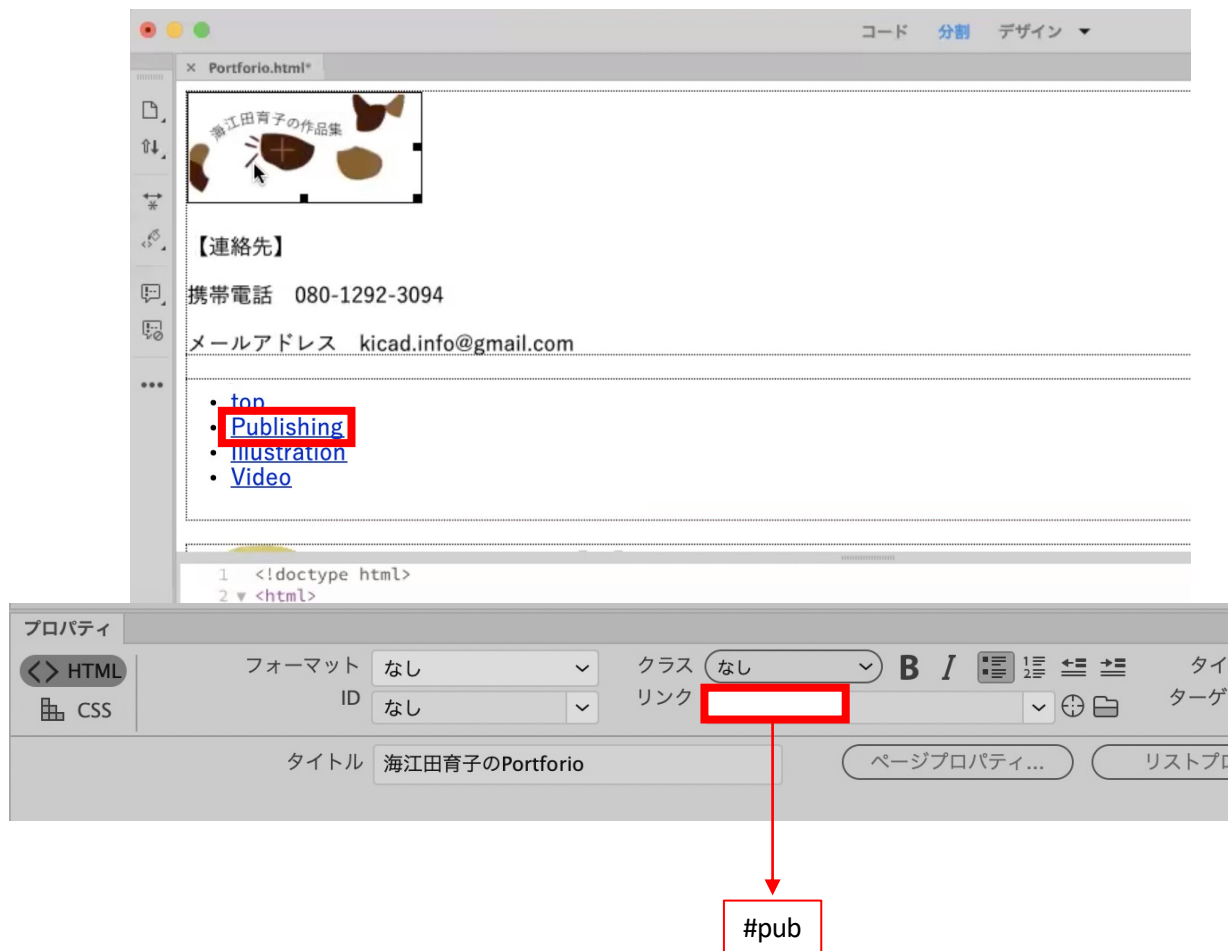 コード 分割 デザイン
× Portforio.html*
海江田育子の作品集
【連絡先】
携帯電話　080-1292-3094
メールアドレス　kicad.info@gmail.com
• top
• Publishing
• Illustration
• Video
1 <!doctype html>
2 ▼ <html>
プロパティ
<> HTML フォーマット なし クラス なし B I タイ
CSS ID なし リンク ターゲ
タイトル 海江田育子のPortforio ページプロパティ... リストプロ
#pub